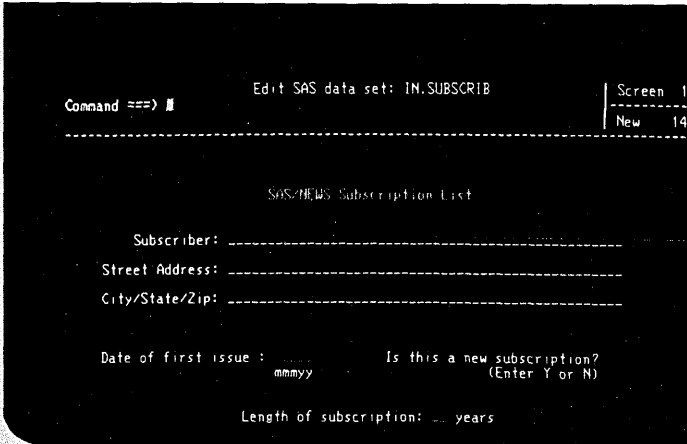 Edit SAS data set: IN.SUBSCRIB
Screen 1
Command ===>
New 14
SAS/NEWS Subscription List
Subscriber:
Street Address:
City/State/Zip:
Date of first issue :
Is this a new subscription?
mmmyy
(Enter Y or N)
Length of subscription: years